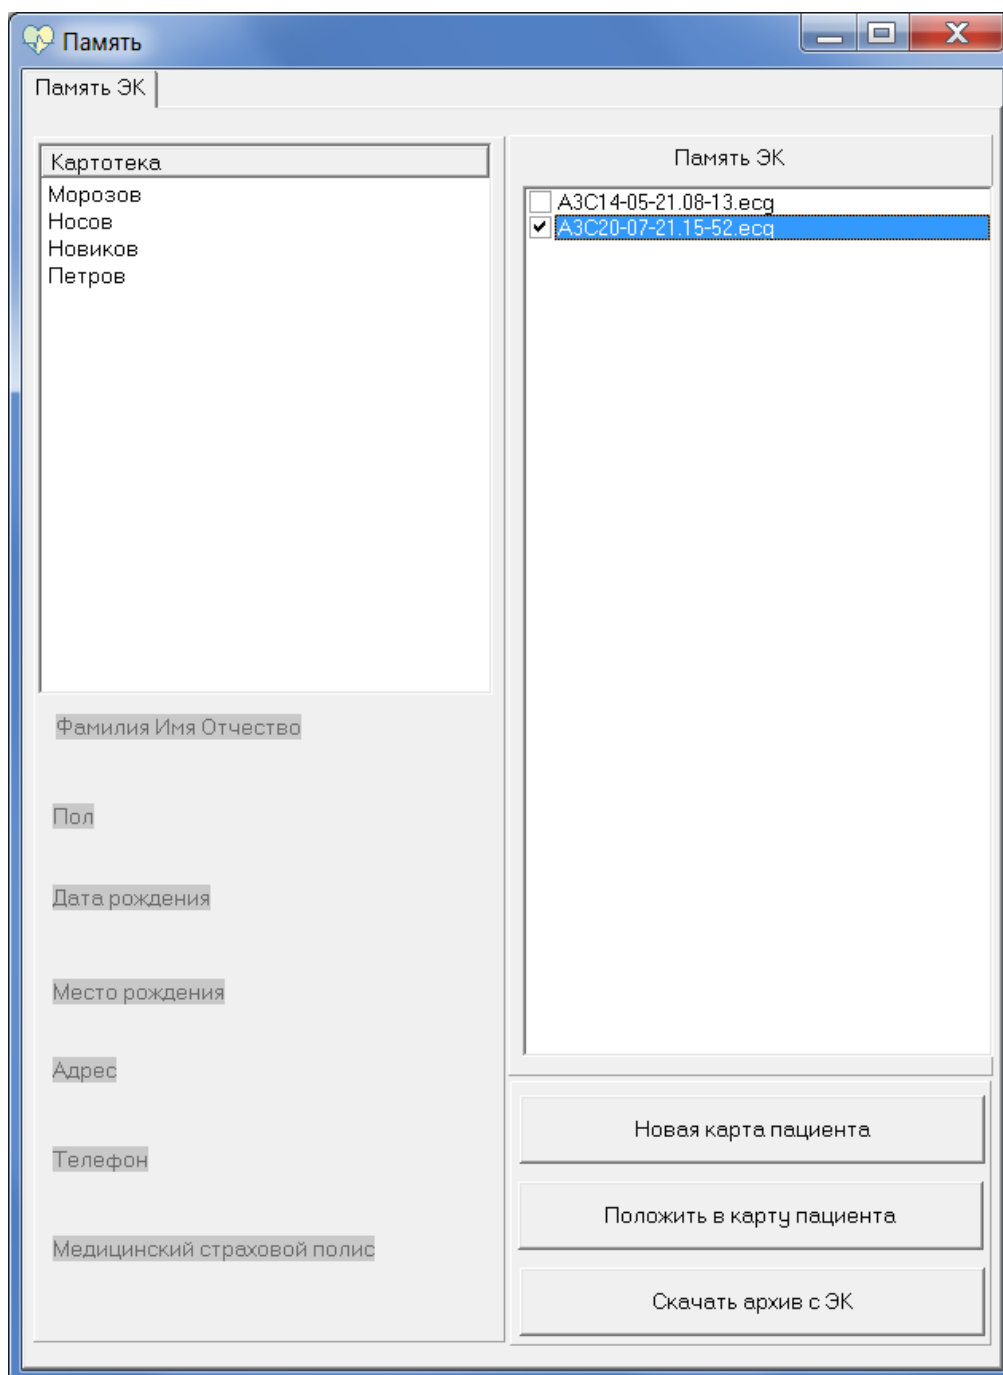 Память
Память ЭК
Картотека
Морозов
Носов
Новиков
Петров
Фамилия Имя Отчество
Пол
Дата рождения
Место рождения
Адрес
Телефон
Медицинский страховой полис
Память ЭК
A3C14-05-21.08-13.ecg
A3C20-07-21.15-52.ecg
Новая карта пациента
Положить в карту пациента
Скачать архив с ЭК